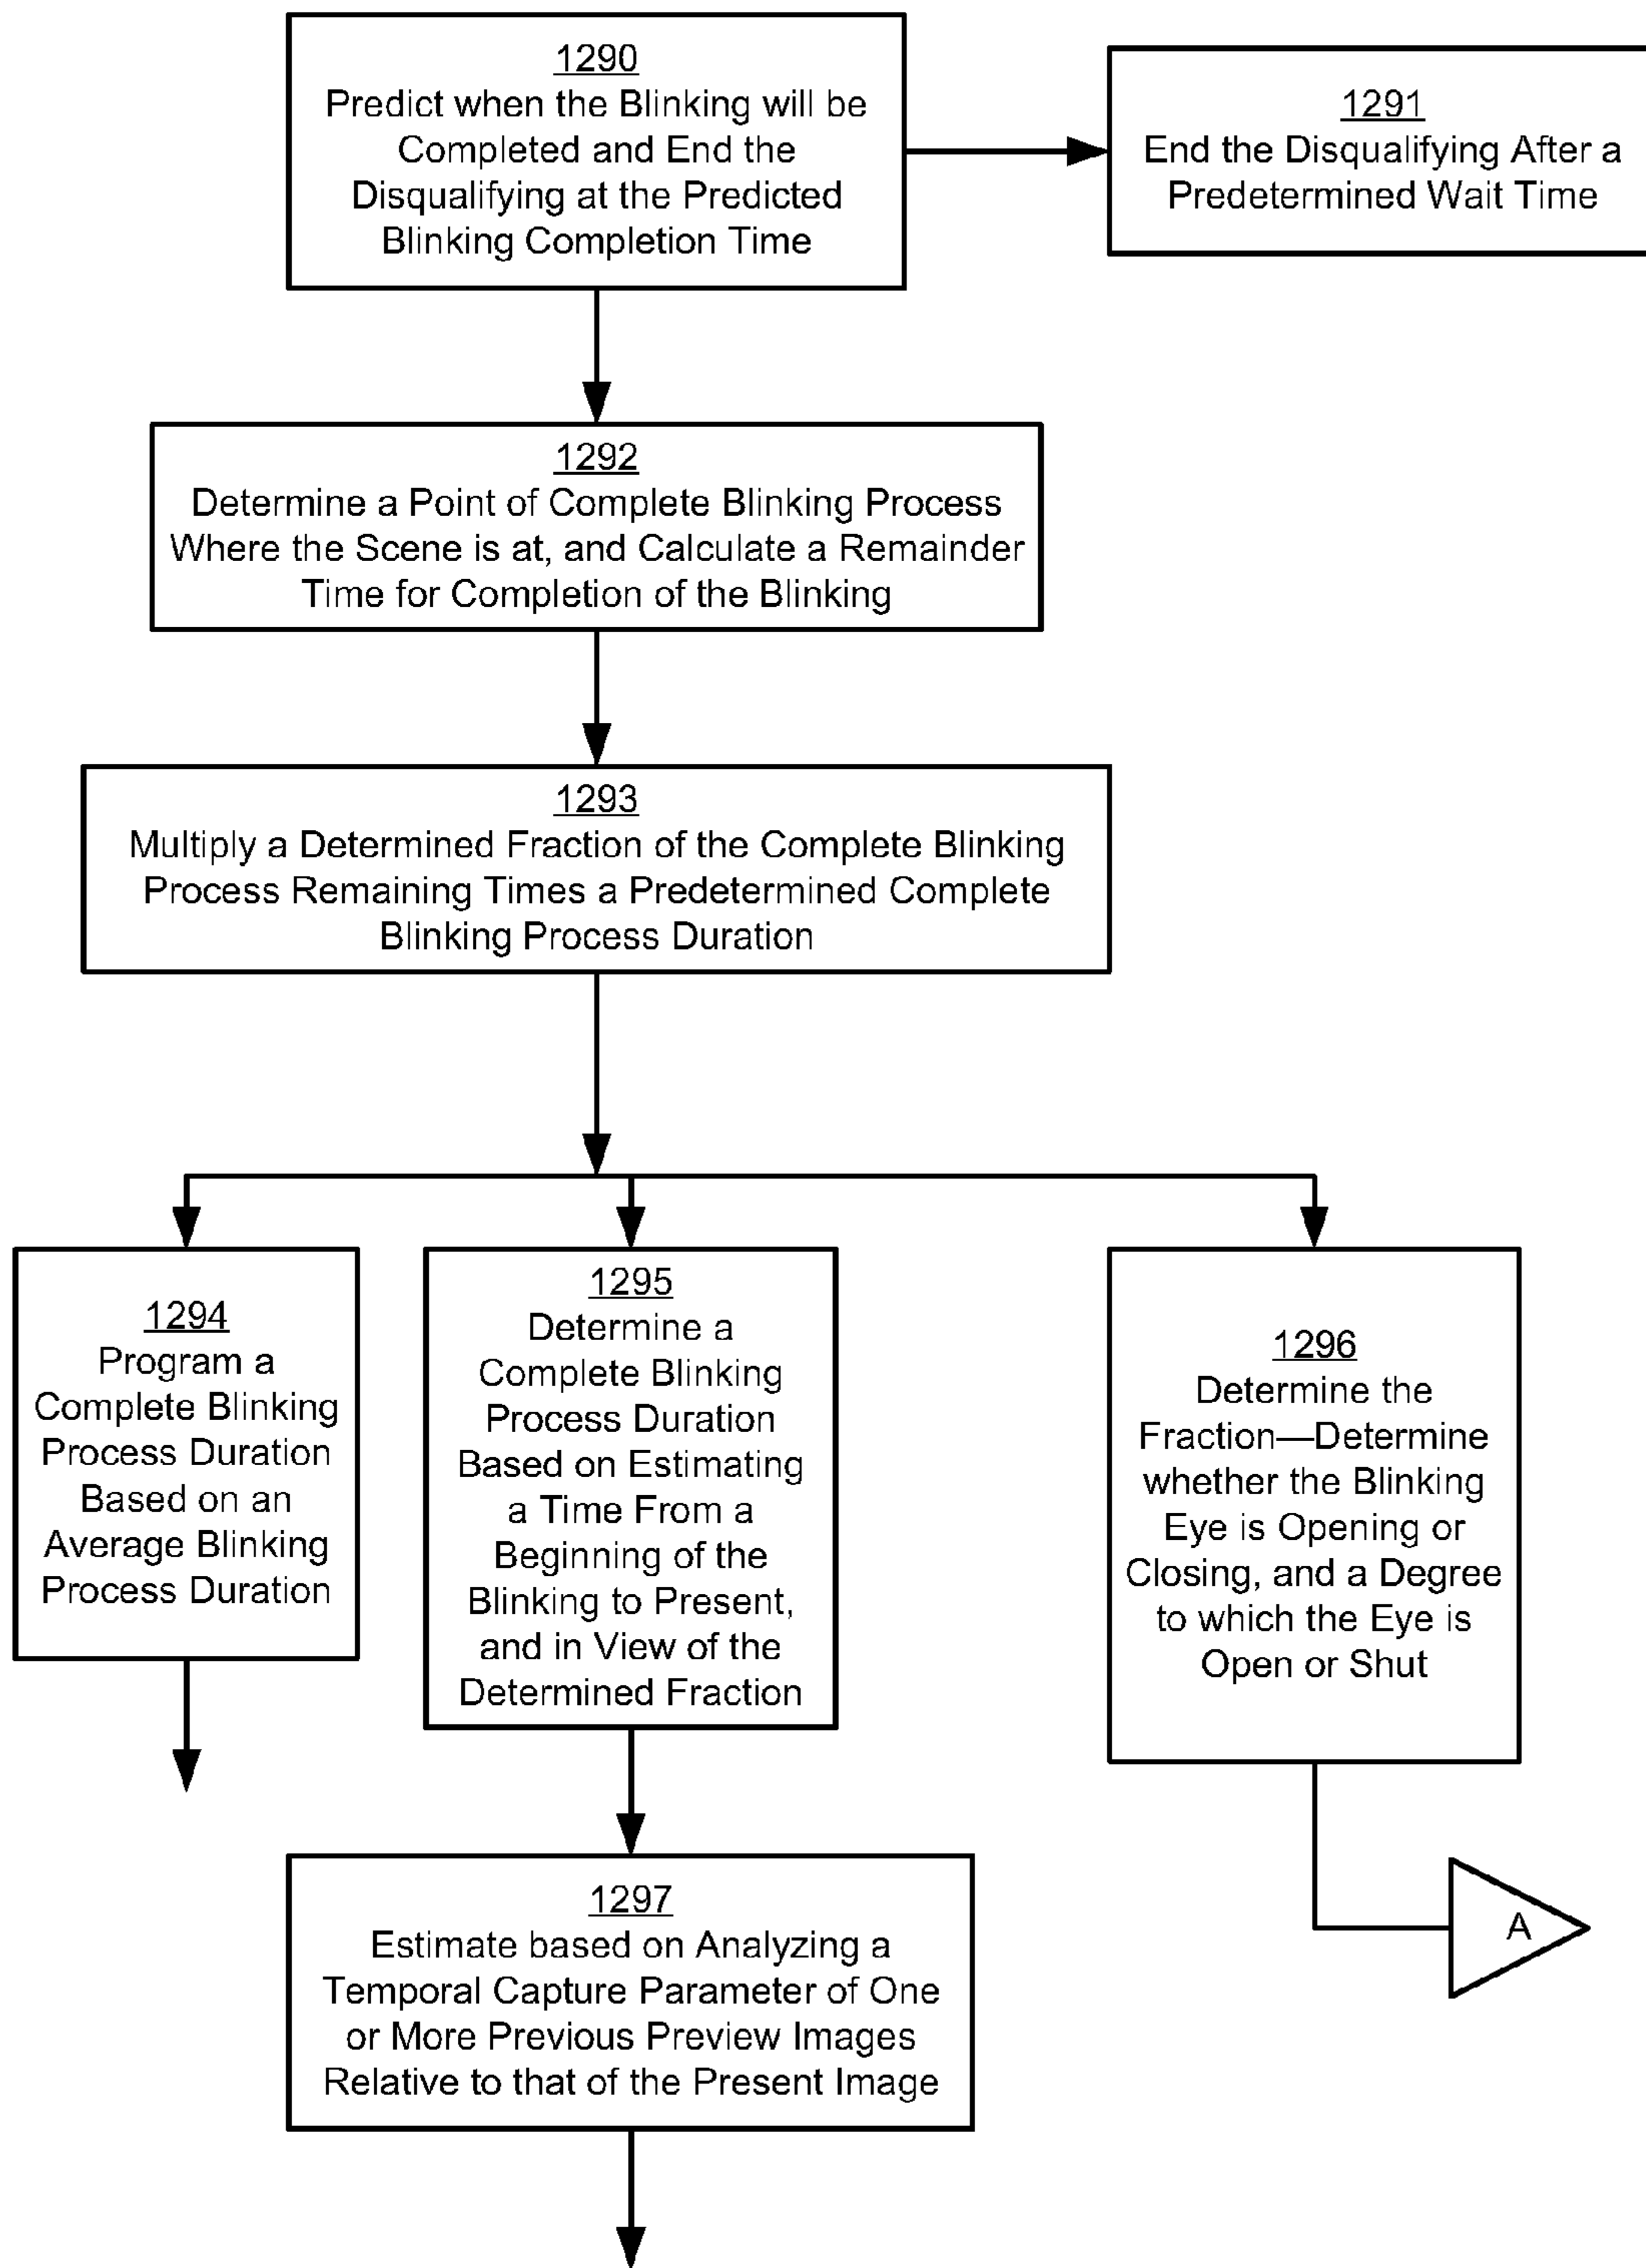 1290
Predict when the Blinking will be
Completed and End the
Disqualifying at the Predicted
Blinking Completion Time
1291
End the Disqualifying After a
Predetermined Wait Time
1292
Determine a Point of Complete Blinking Process
Where the Scene is at, and Calculate a Remainder
Time for Completion of the Blinking
1293
Multiply a Determined Fraction of the Complete Blinking
Process Remaining Times a Predetermined Complete
Blinking Process Duration
1294
Program a
Complete Blinking
Process Duration
Based on an
Average Blinking
Process Duration
1295
Determine a
Complete Blinking
Process Duration
Based on Estimating
a Time From a
Beginning of the
Blinking to Present,
and in View of the
Determined Fraction
1296
Determine the
Fraction—Determine
whether the Blinking
Eye is Opening or
Closing, and a Degree
to which the Eye is
Open or Shut
1297
Estimate based on Analyzing a
Temporal Capture Parameter of One
or More Previous Preview Images
Relative to that of the Present Image
A